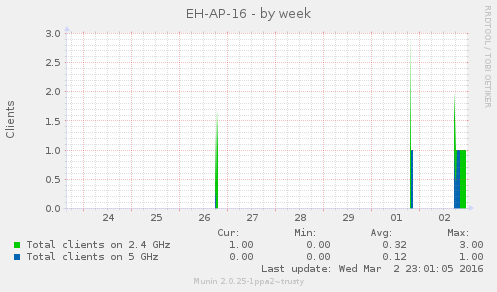 EH-AP-16 - by week
RRDTOOL / TOBI OETIKER
Clients
3.0
2.5
2.0
1.5
1.0
0.5
0.0
24 25 26 27 28 29 01 02
Cur: Min: Avg: Max:
Total clients on 2.4 GHz 1.00 0.00 0.32 3.00
Total clients on 5 GHz 0.00 0.00 0.12 1.00
Last update: Wed Mar 2 23:01:05 2016
Munin 2.0.25-1ppa2~trusty